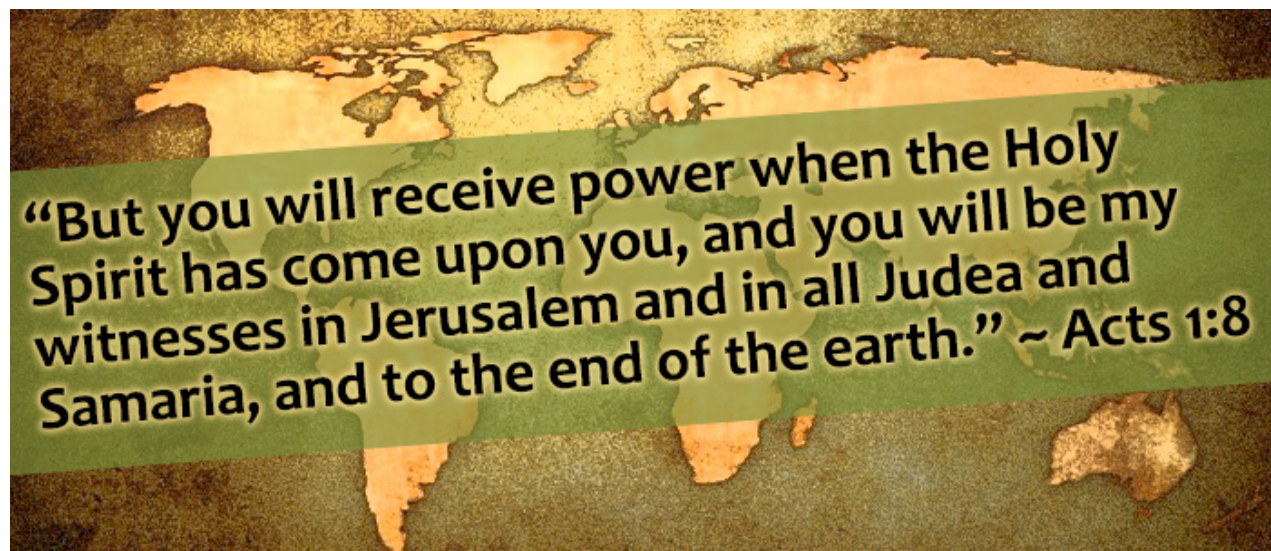 “But you will receive power when the Holy
Spirit has come upon you, and you will be my
witnesses in Jerusalem and in all Judea and
Samaria, and to the end of the earth.” ~ Acts 1:8